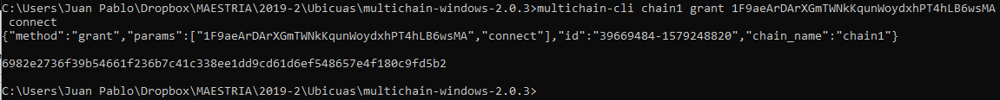 C:\Users\Juan Pablo\Dropbox\MAESTRIA\2019-2\Ubicuas\multichain-windows-2.0.3>multichain-cli chain1 grant 1F9aeArDArXGmTWNkKqunWoydxhPT4hLB6wsMA
connect
{"method":"grant","params":["1F9aeArDArXGmTWNkKqunWoydxhPT4hLB6wsMA","connect"],"id":"39669484-1579248820","chain_name":"chain1"}
6982e2736f39b54661f236b7c41c338ee1dd9cd61d6ef548657e4f180c9fd5b2
C:\Users\Juan Pablo\Dropbox\MAESTRIA\2019-2\Ubicuas\multichain-windows-2.0.3>